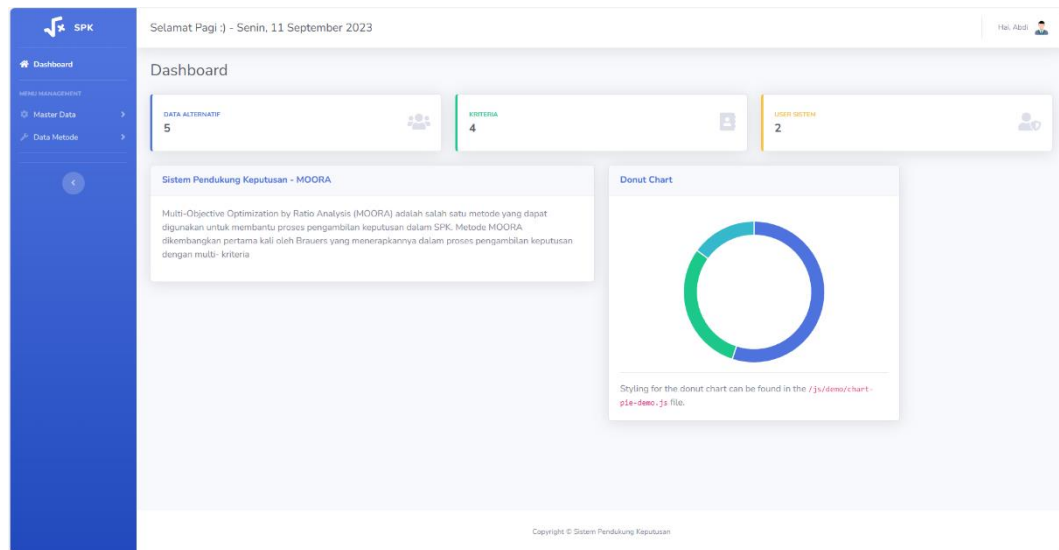 SPK
Selamat Pagi :) - Senin, 11 September 2023
Hai, Abdi
Dashboard
MENU MANAGEMENT
Master Data
Data Metode
Dashboard
DATA ALTERNATIF
5
KRITERIA
4
USER SISTEM
2
Sistem Pendukung Keputusan - MOORA
Multi-Objective Optimization by Ratio Analysis (MOORA) adalah salah satu metode yang dapat
digunakan untuk membantu proses pengambilan keputusan dalam SPK. Metode MOORA
dikembangkan pertama kali oleh Brauers yang menerapkannya dalam proses pengambilan keputusan
dengan multi- kriteria
Donut Chart
Styling for the donut chart can be found in the /js/demo/chart-
pie-demo.js file.
Copyright © Sistem Pendukung Keputusan